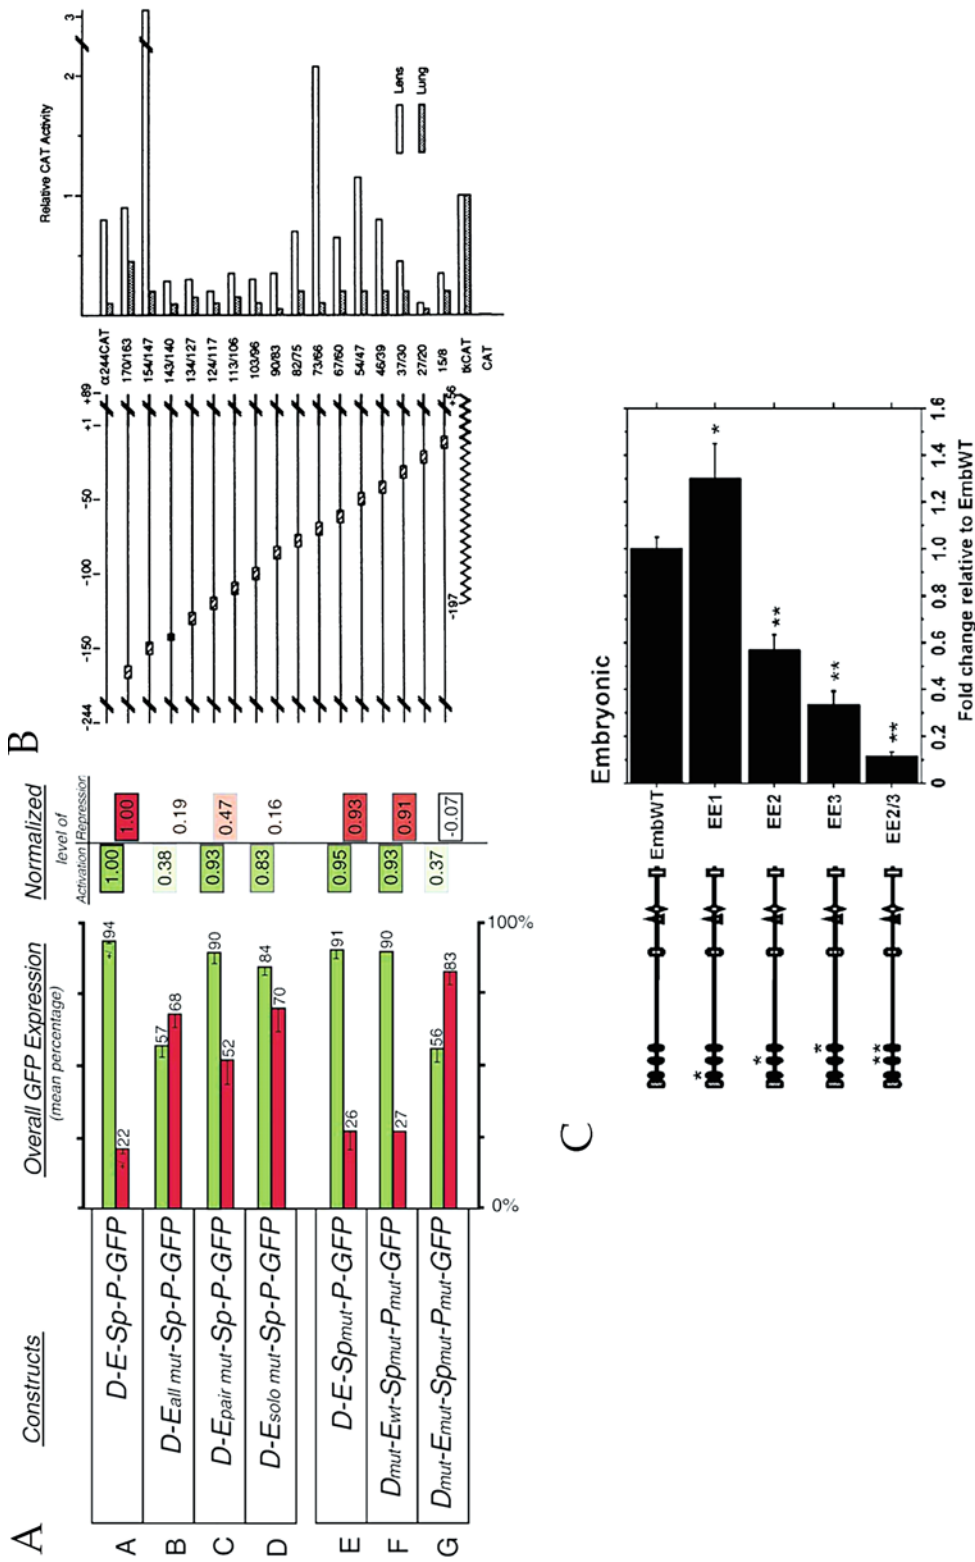 A
Constructs
Overall GFP Expression
(mean percentage)
Normalized
level of
Activation Repression
A D-E-Sp-P-GFP 94 22 1.00 1.00
B D-Eall mut-Sp-P-GFP 57 68 0.38 0.19
C D-Epair mut-Sp-P-GFP 90 52 0.93 0.47
D D-Esolo mut-Sp-P-GFP 84 70 0.83 0.16
E D-E-Spmut-P-GFP 91 26 0.95 0.93
F Dmut-Ewt-Spmut-Pmut-GFP 90 27 0.93 0.91
G Dmut-Emut-Spmut-Pmut-GFP 56 83 0.37 -0.07
0% 100%
B
Relative CAT Activity
1 2 3
-244 -150 -100 -50 +1 +89
α244CAT
170/163
154/147
143/140
134/127
124/117
113/106
103/96
90/83
82/75
73/66
67/60
54/47
46/39
37/30
27/20
15/8
-197 +56
tkCAT
CAT
Lens
Lung
C
Embryonic
EmbWT
* EE1 *
* EE2 **
* EE3 **
** EE2/3 **
0 0.2 0.4 0.6 0.8 1.0 1.2 1.4 1.6
Fold change relative to EmbWT